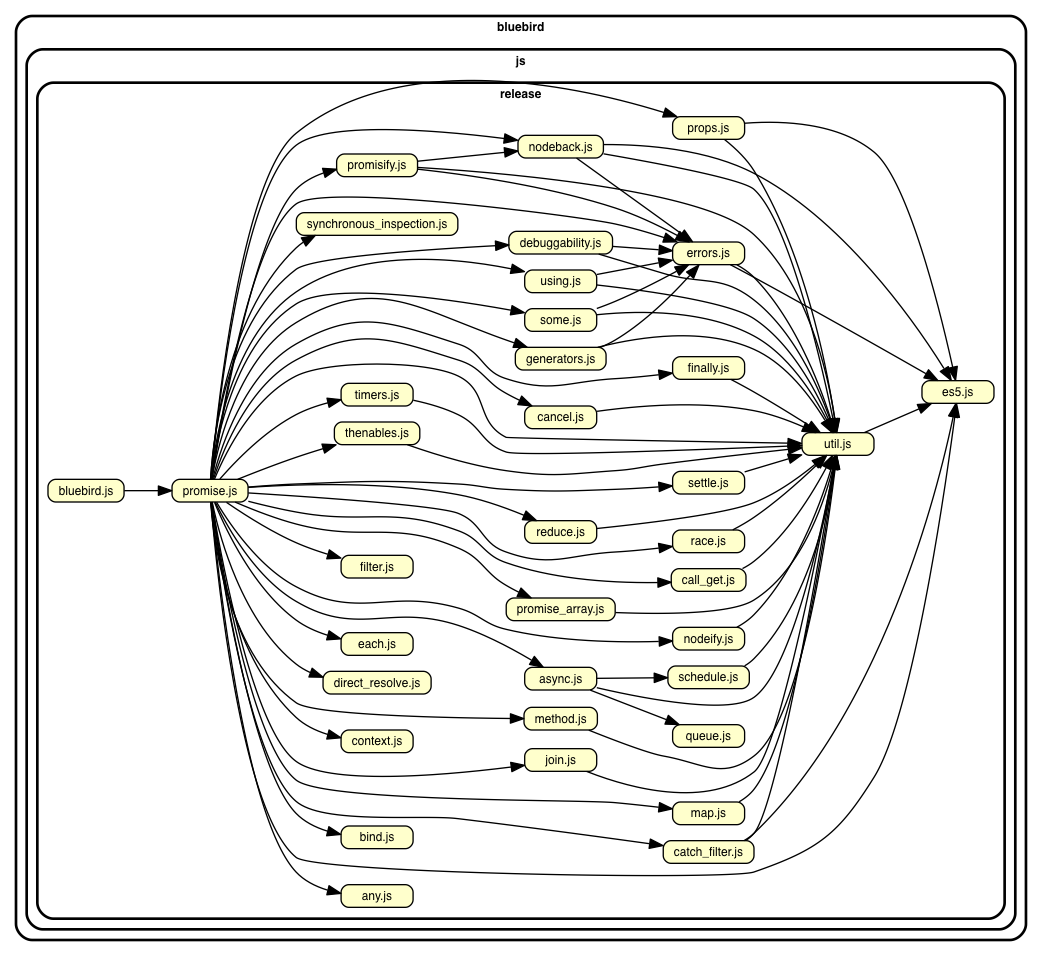 bluebird
js
release
props.js
nodeback.js
promisify.js
synchronous_inspection.js
debuggability.js
errors.js
using.js
some.js
generators.js
finally.js
timers.js
es5.js
cancel.js
thenables.js
util.js
bluebird.js
promise.js
settle.js
reduce.js
race.js
filter.js
call_get.js
promise_array.js
nodeify.js
each.js
async.js
schedule.js
direct_resolve.js
method.js
queue.js
context.js
join.js
map.js
bind.js
catch_filter.js
any.js